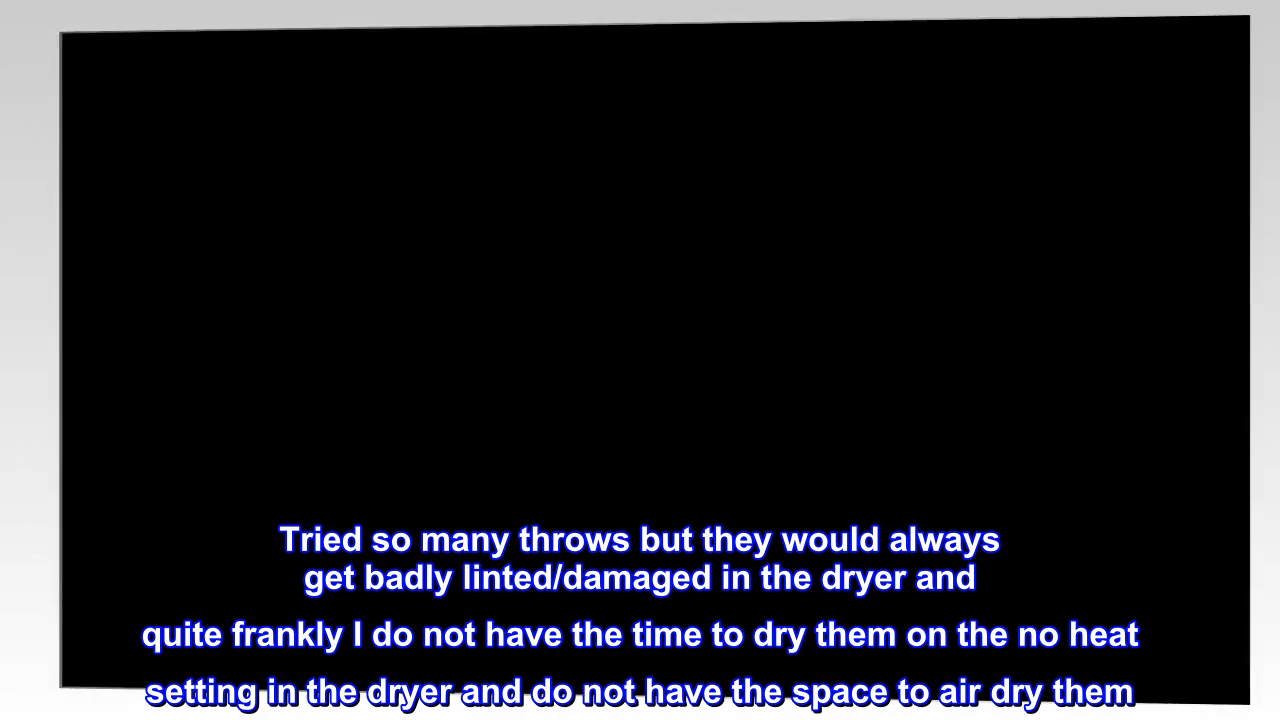 Tried so many throws but they would always
get badly linted/damaged in the dryer and
quite frankly I do not have the time to dry them on the no heat
setting in the dryer and do not have the space to air dry them